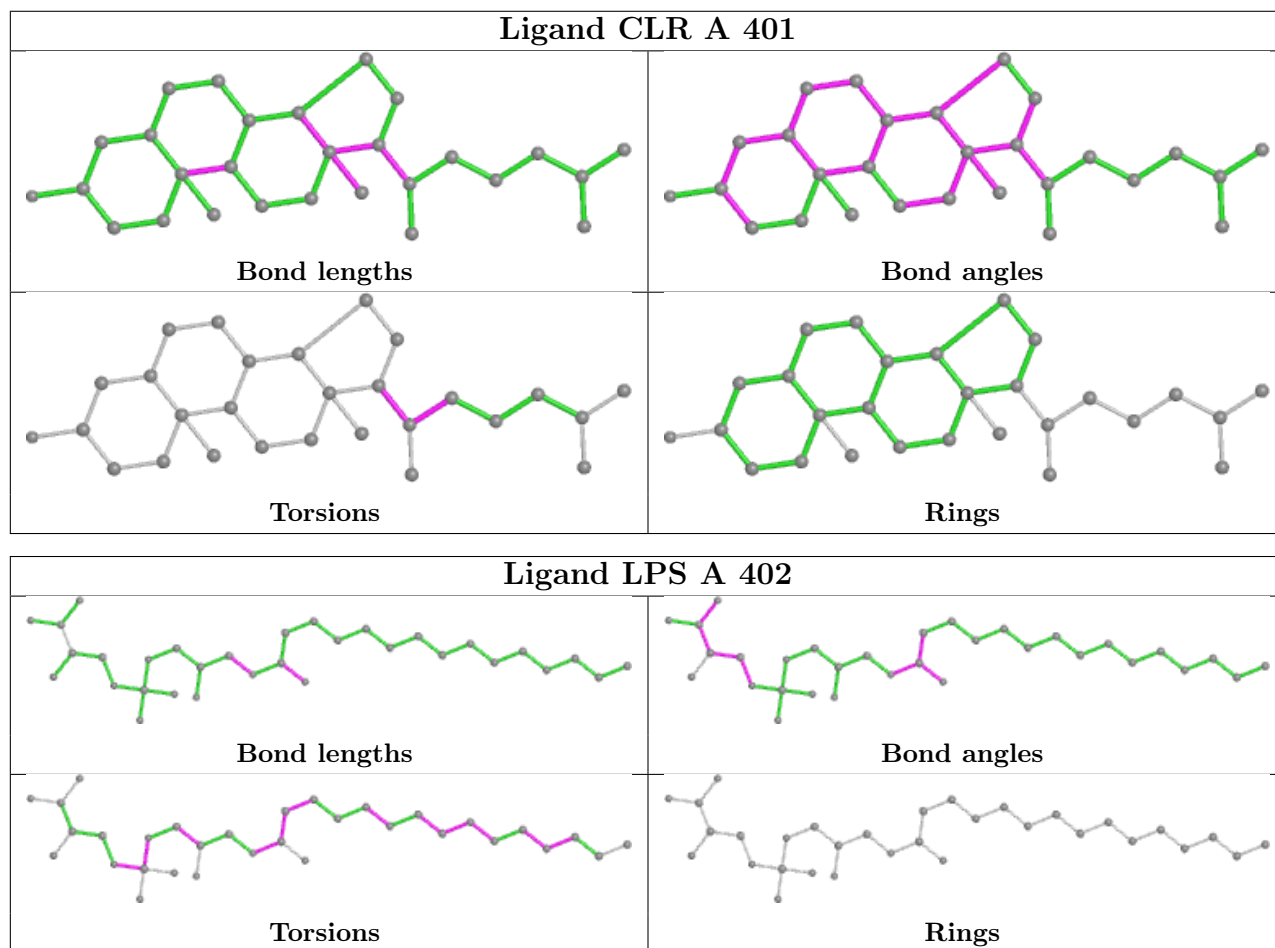 Ligand CLR A 401
Bond lengths
Bond angles
Torsions
Rings
Ligand LPS A 402
Bond lengths
Bond angles
Torsions
Rings